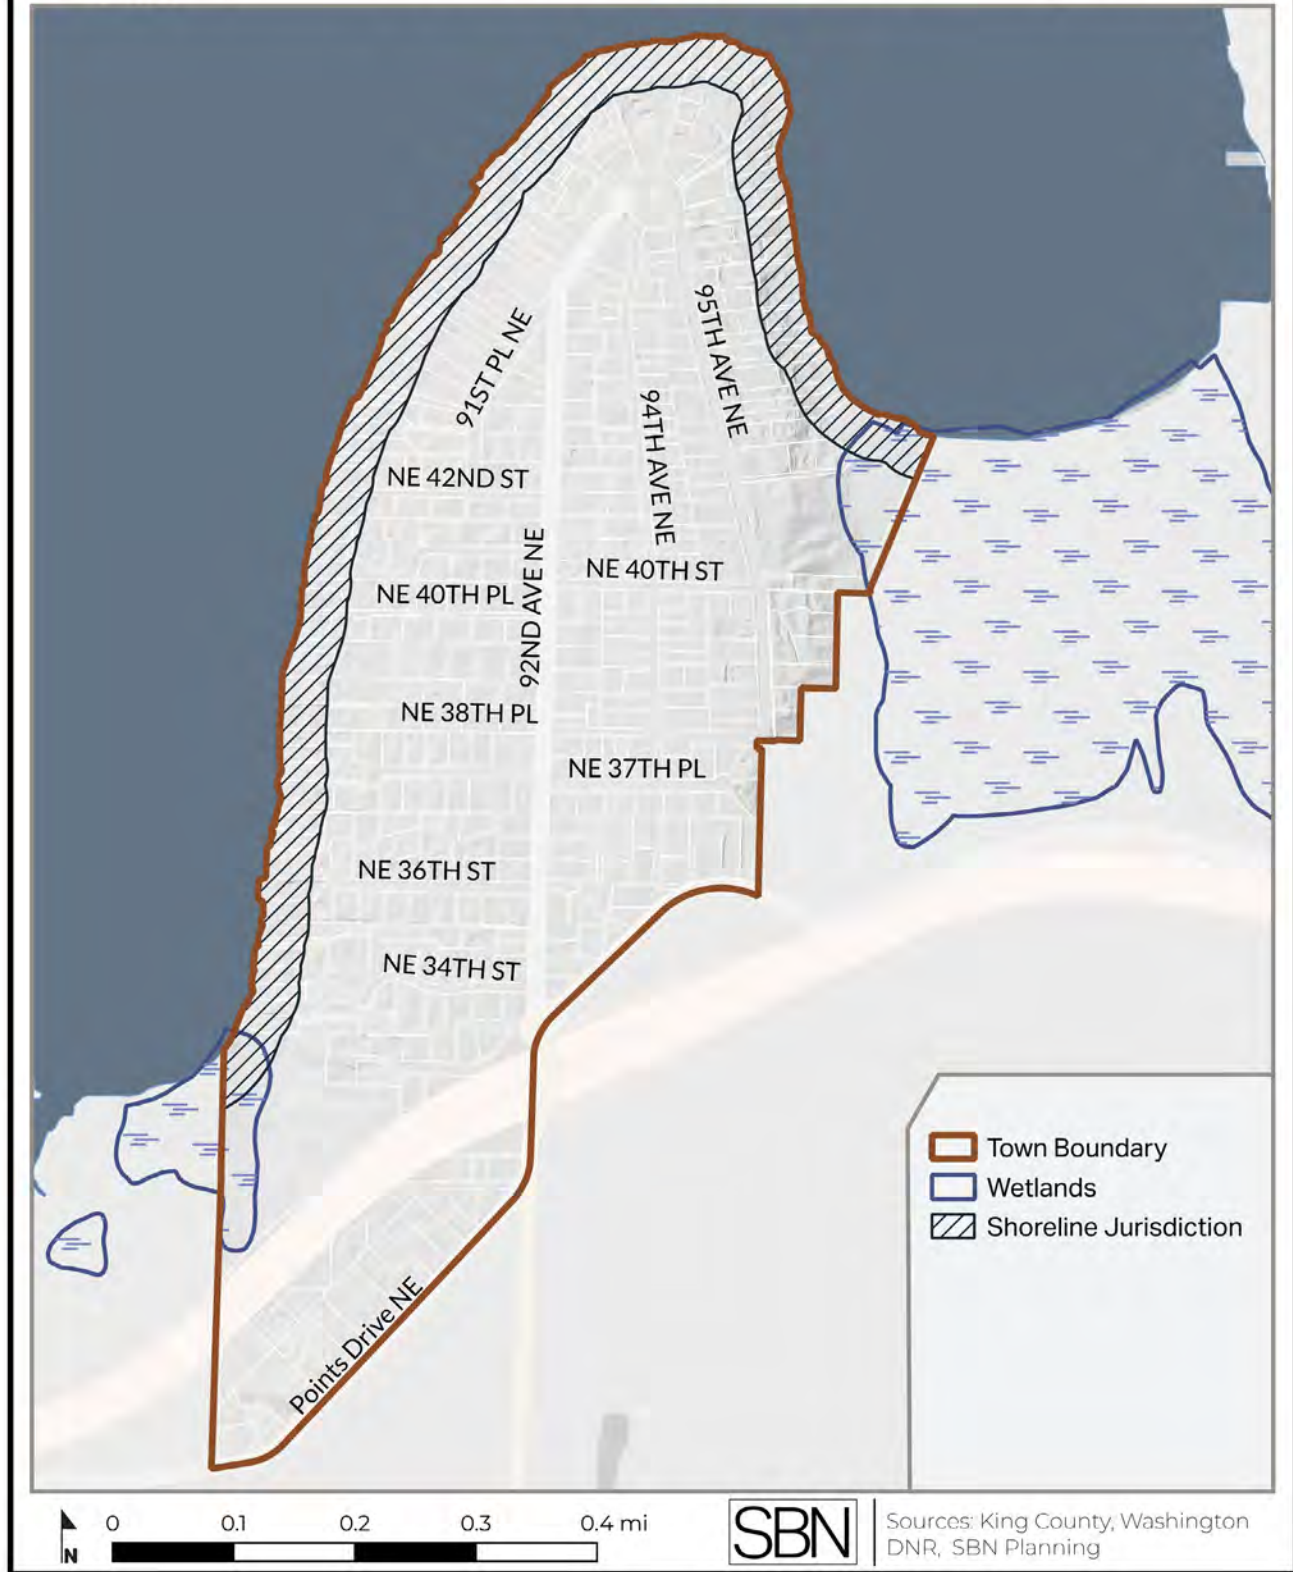 91ST PL NE
95TH AVE NE
94TH AVE NE
NE 42ND ST
92ND AVE NE
NE 40TH ST
NE 40TH PL
NE 38TH PL
NE 37TH PL
NE 36TH ST
NE 34TH ST
Points Drive NE
Town Boundary
Wetlands
Shoreline Jurisdiction
N
0 0.1 0.2 0.3 0.4 mi
SBN
Sources: King County, Washington
DNR, SBN Planning